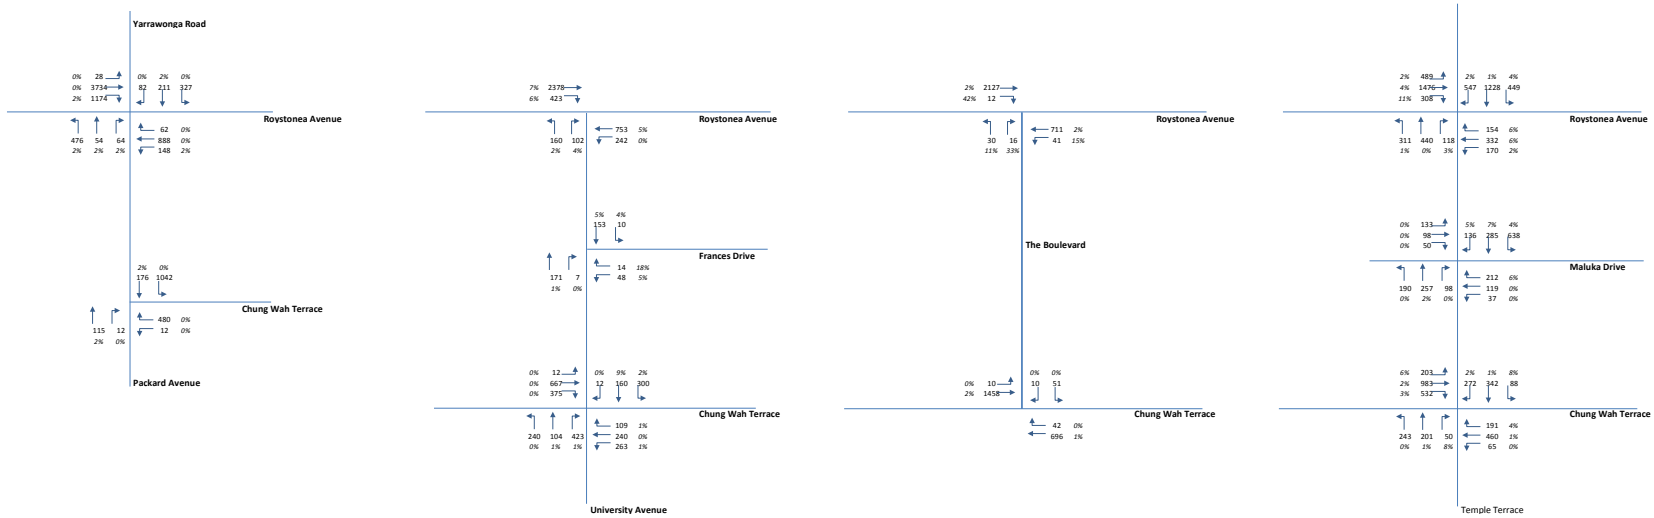 Yarrawonga Road
0% 28 0% 2% 0%
0% 3734 82 211 327
2% 1174
Roystonea Avenue
62 0%
476 54 64 888 0%
2% 2% 2% 148 2%
2% 0%
176 1042
Chung Wah Terrace
480 0%
115 12 12 0%
2% 0%
Packard Avenue
7% 2378
6% 423
Roystonea Avenue
753 5%
160 102 242 0%
2% 4%
5% 4%
153 10
Frances Drive
14 18%
171 7 48 5%
1% 0%
0% 12 0% 9% 2%
0% 667 12 160 300
0% 375
Chung Wah Terrace
109 1%
240 104 423 240 0%
0% 1% 1% 263 1%
University Avenue
2% 2127
42% 12
Roystonea Avenue
711 2%
30 16 41 15%
11% 33%
The Boulevard
0% 0%
0% 10 10 51
2% 1458
Chung Wah Terrace
42 0%
696 1%
2% 489 2% 1% 4%
4% 1476 547 1228 449
11% 308
Roystonea Avenue
154 6%
311 440 118 332 6%
1% 0% 3% 170 2%
0% 133 5% 7% 4%
0% 98 136 285 638
0% 50
Maluka Drive
212 6%
190 257 98 119 0%
0% 2% 0% 37 0%
6% 203 2% 1% 8%
2% 983 272 342 88
3% 532
Chung Wah Terrace
191 4%
243 201 50 460 1%
0% 1% 8% 65 0%
Temple Terrace